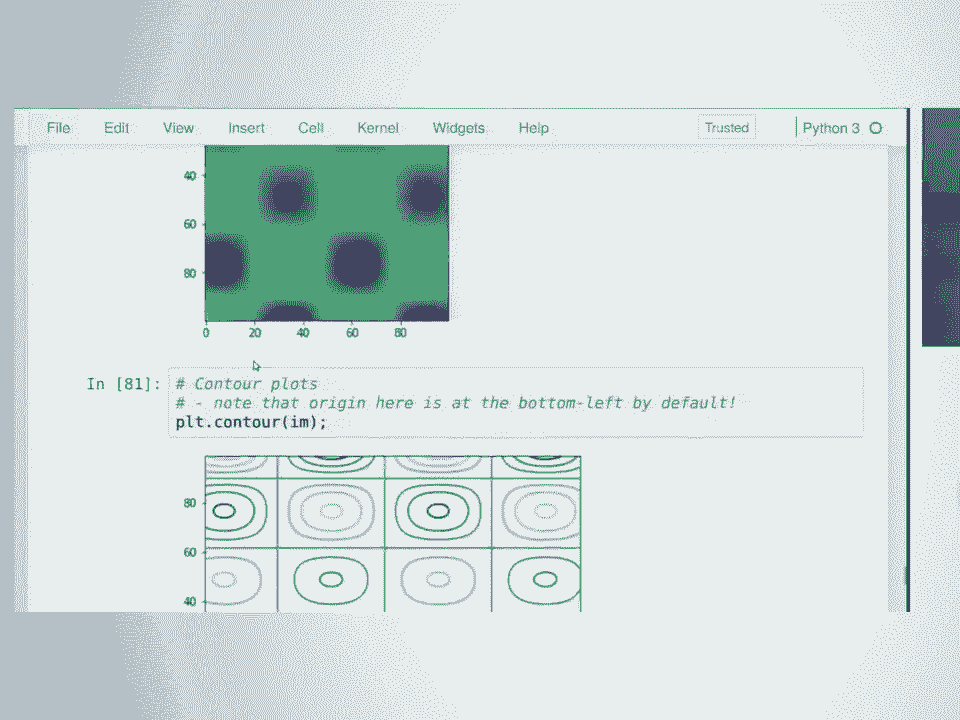 File Edit View Insert Cell Kernel Widgets Help Trusted Python 3
40
60
80
0 20 40 60 80
In [81]: # Contour plots
# - note that origin here is at the bottom-left by default!
plt.contour(im);
80
60
40